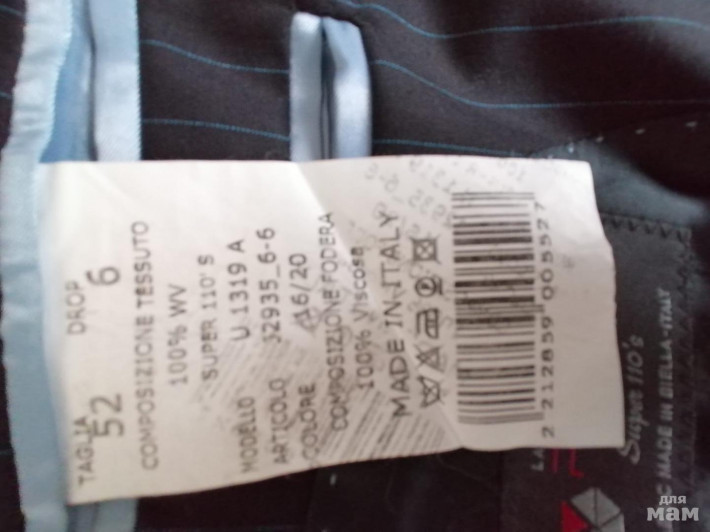 TAGLIA DROP
52 6
COMPOSIZIONE TESSUTO
100% WV
SUPER 110'S
MODELLO U 1319 A
ARTICOLO 32935_6-6
COLORE 16/20
COMPOSIZIONE FODERA
100% Viscosa
MADE IN ITALY
2 212859 005527
Super 110's
MADE IN BIELLA-ITALY
для
мам